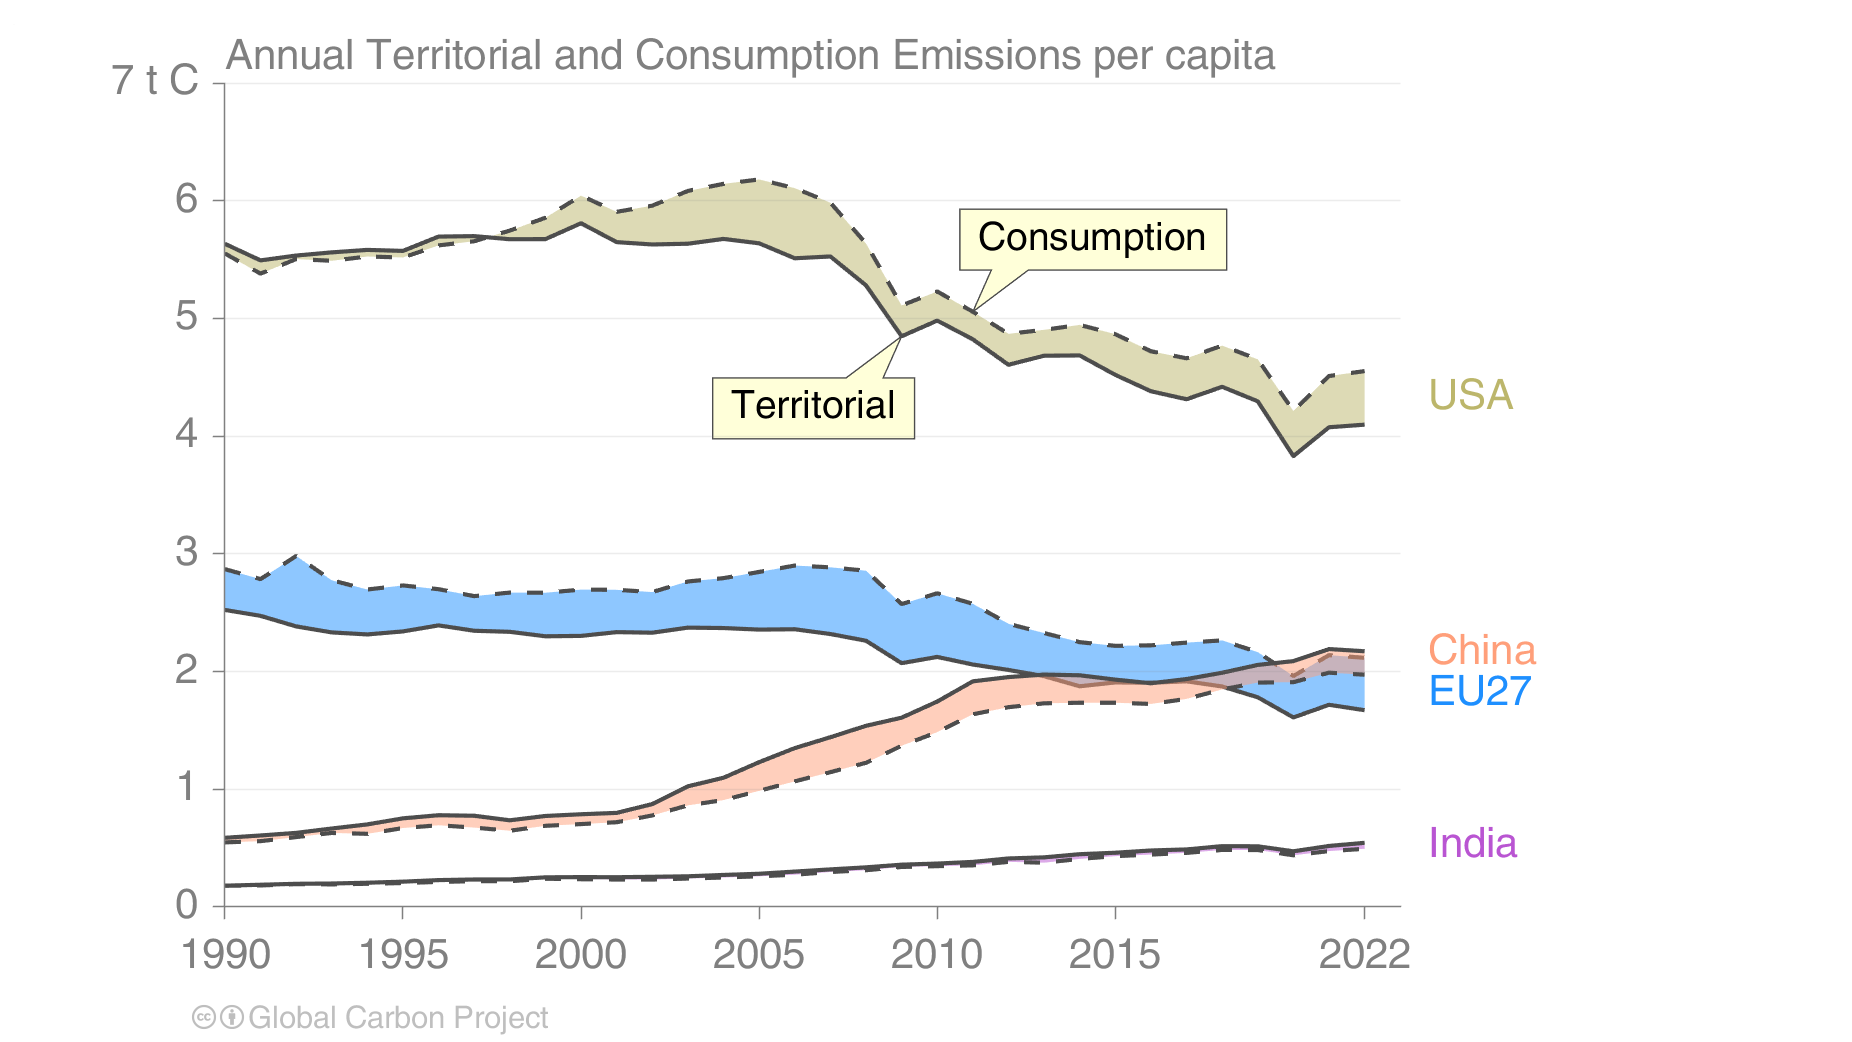 Annual Territorial and Consumption Emissions per capita
7 t C
6
5
4
3
2
1
0
Consumption
Territorial
USA
China
EU27
India
1990 1995 2000 2005 2010 2015 2022
cc Global Carbon Project